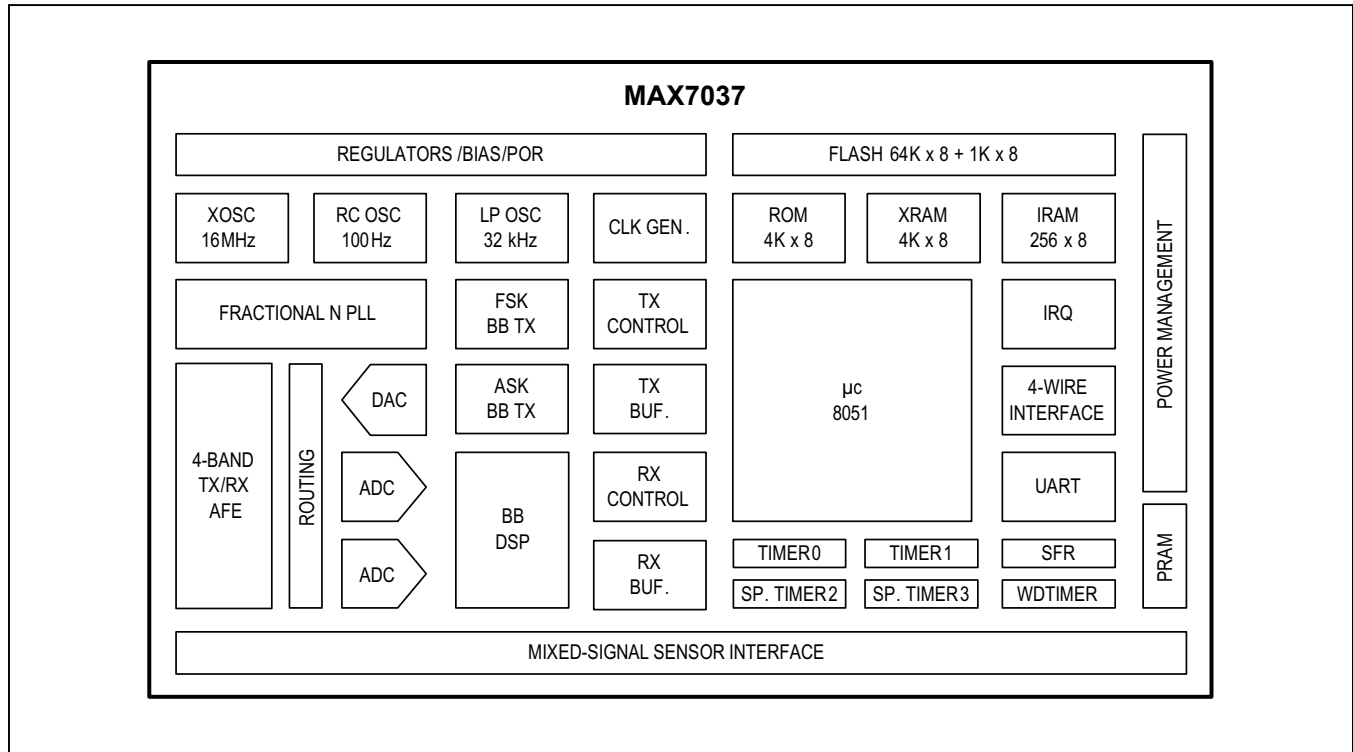 MAX7037
REGULATORS /BIAS/POR
FLASH 64K x 8 + 1K x 8
XOSC
16MHz
RC OSC
100Hz
LP OSC
32 kHz
CLK GEN.
ROM
4K x 8
XRAM
4K x 8
IRAM
256 x 8
POWER MANAGEMENT
FRACTIONAL N PLL
FSK
BB TX
TX
CONTROL
µc
8051
IRQ
4-BAND
TX/RX
AFE
ROUTING
DAC
ASK
BB TX
TX
BUF.
4-WIRE
INTERFACE
ADC
BB
DSP
RX
CONTROL
UART
ADC
RX
BUF.
TIMER0
TIMER1
SFR
PRAM
SP. TIMER2
SP. TIMER3
WDTIMER
MIXED-SIGNAL SENSOR INTERFACE